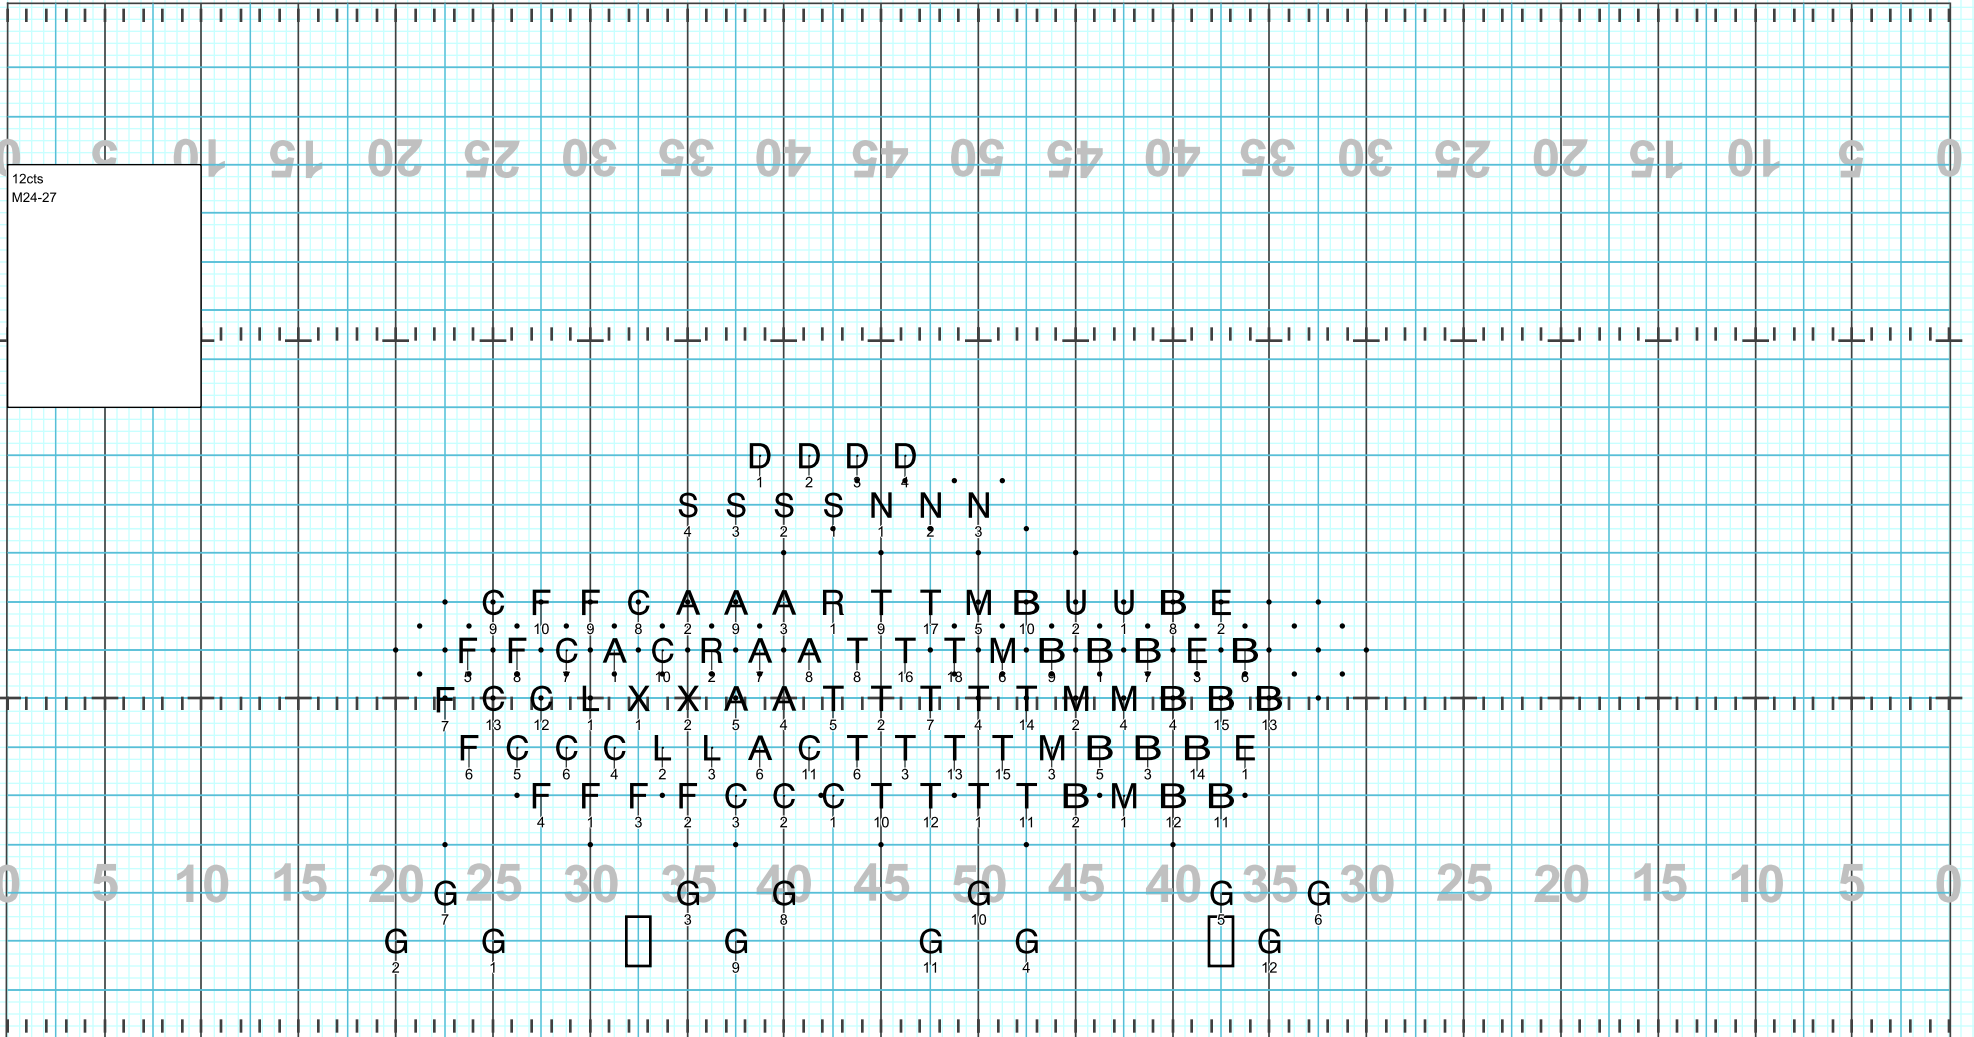 0 5 10 15 20 25 30 35 40 45 50 45 40 35 30 25 20 15 10 5 0
12cts
M24-27
D D D D
1 2 3 4
S S S S N N N
4 3 2 1 1 2 3
C F F C A A A R T T M B U U B E
9 10 9 8 2 9 3 1 9 17 5 10 2 1 8 2
F F C A C R A A T T T M B B B E B
5 8 7 1 10 2 7 8 8 16 18 6 9 1 7 3 6
F C C L X X A A T T T T T M M B B B
7 13 12 1 1 2 5 4 5 2 7 4 14 2 4 4 15 13
F C C C L L A C T T T T M B B B E
6 5 6 4 2 3 6 11 6 3 13 15 3 5 3 14 1
F F F F C C C T T T T B M B B
4 1 3 2 3 2 1 10 12 1 11 2 1 12 11
0 5 10 15 20 25 30 35 40 45 50 45 40 35 30 25 20 15 10 5 0
G G G G G G
7 3 8 10 5 6
G G G G G G
2 1 9 11 4 12